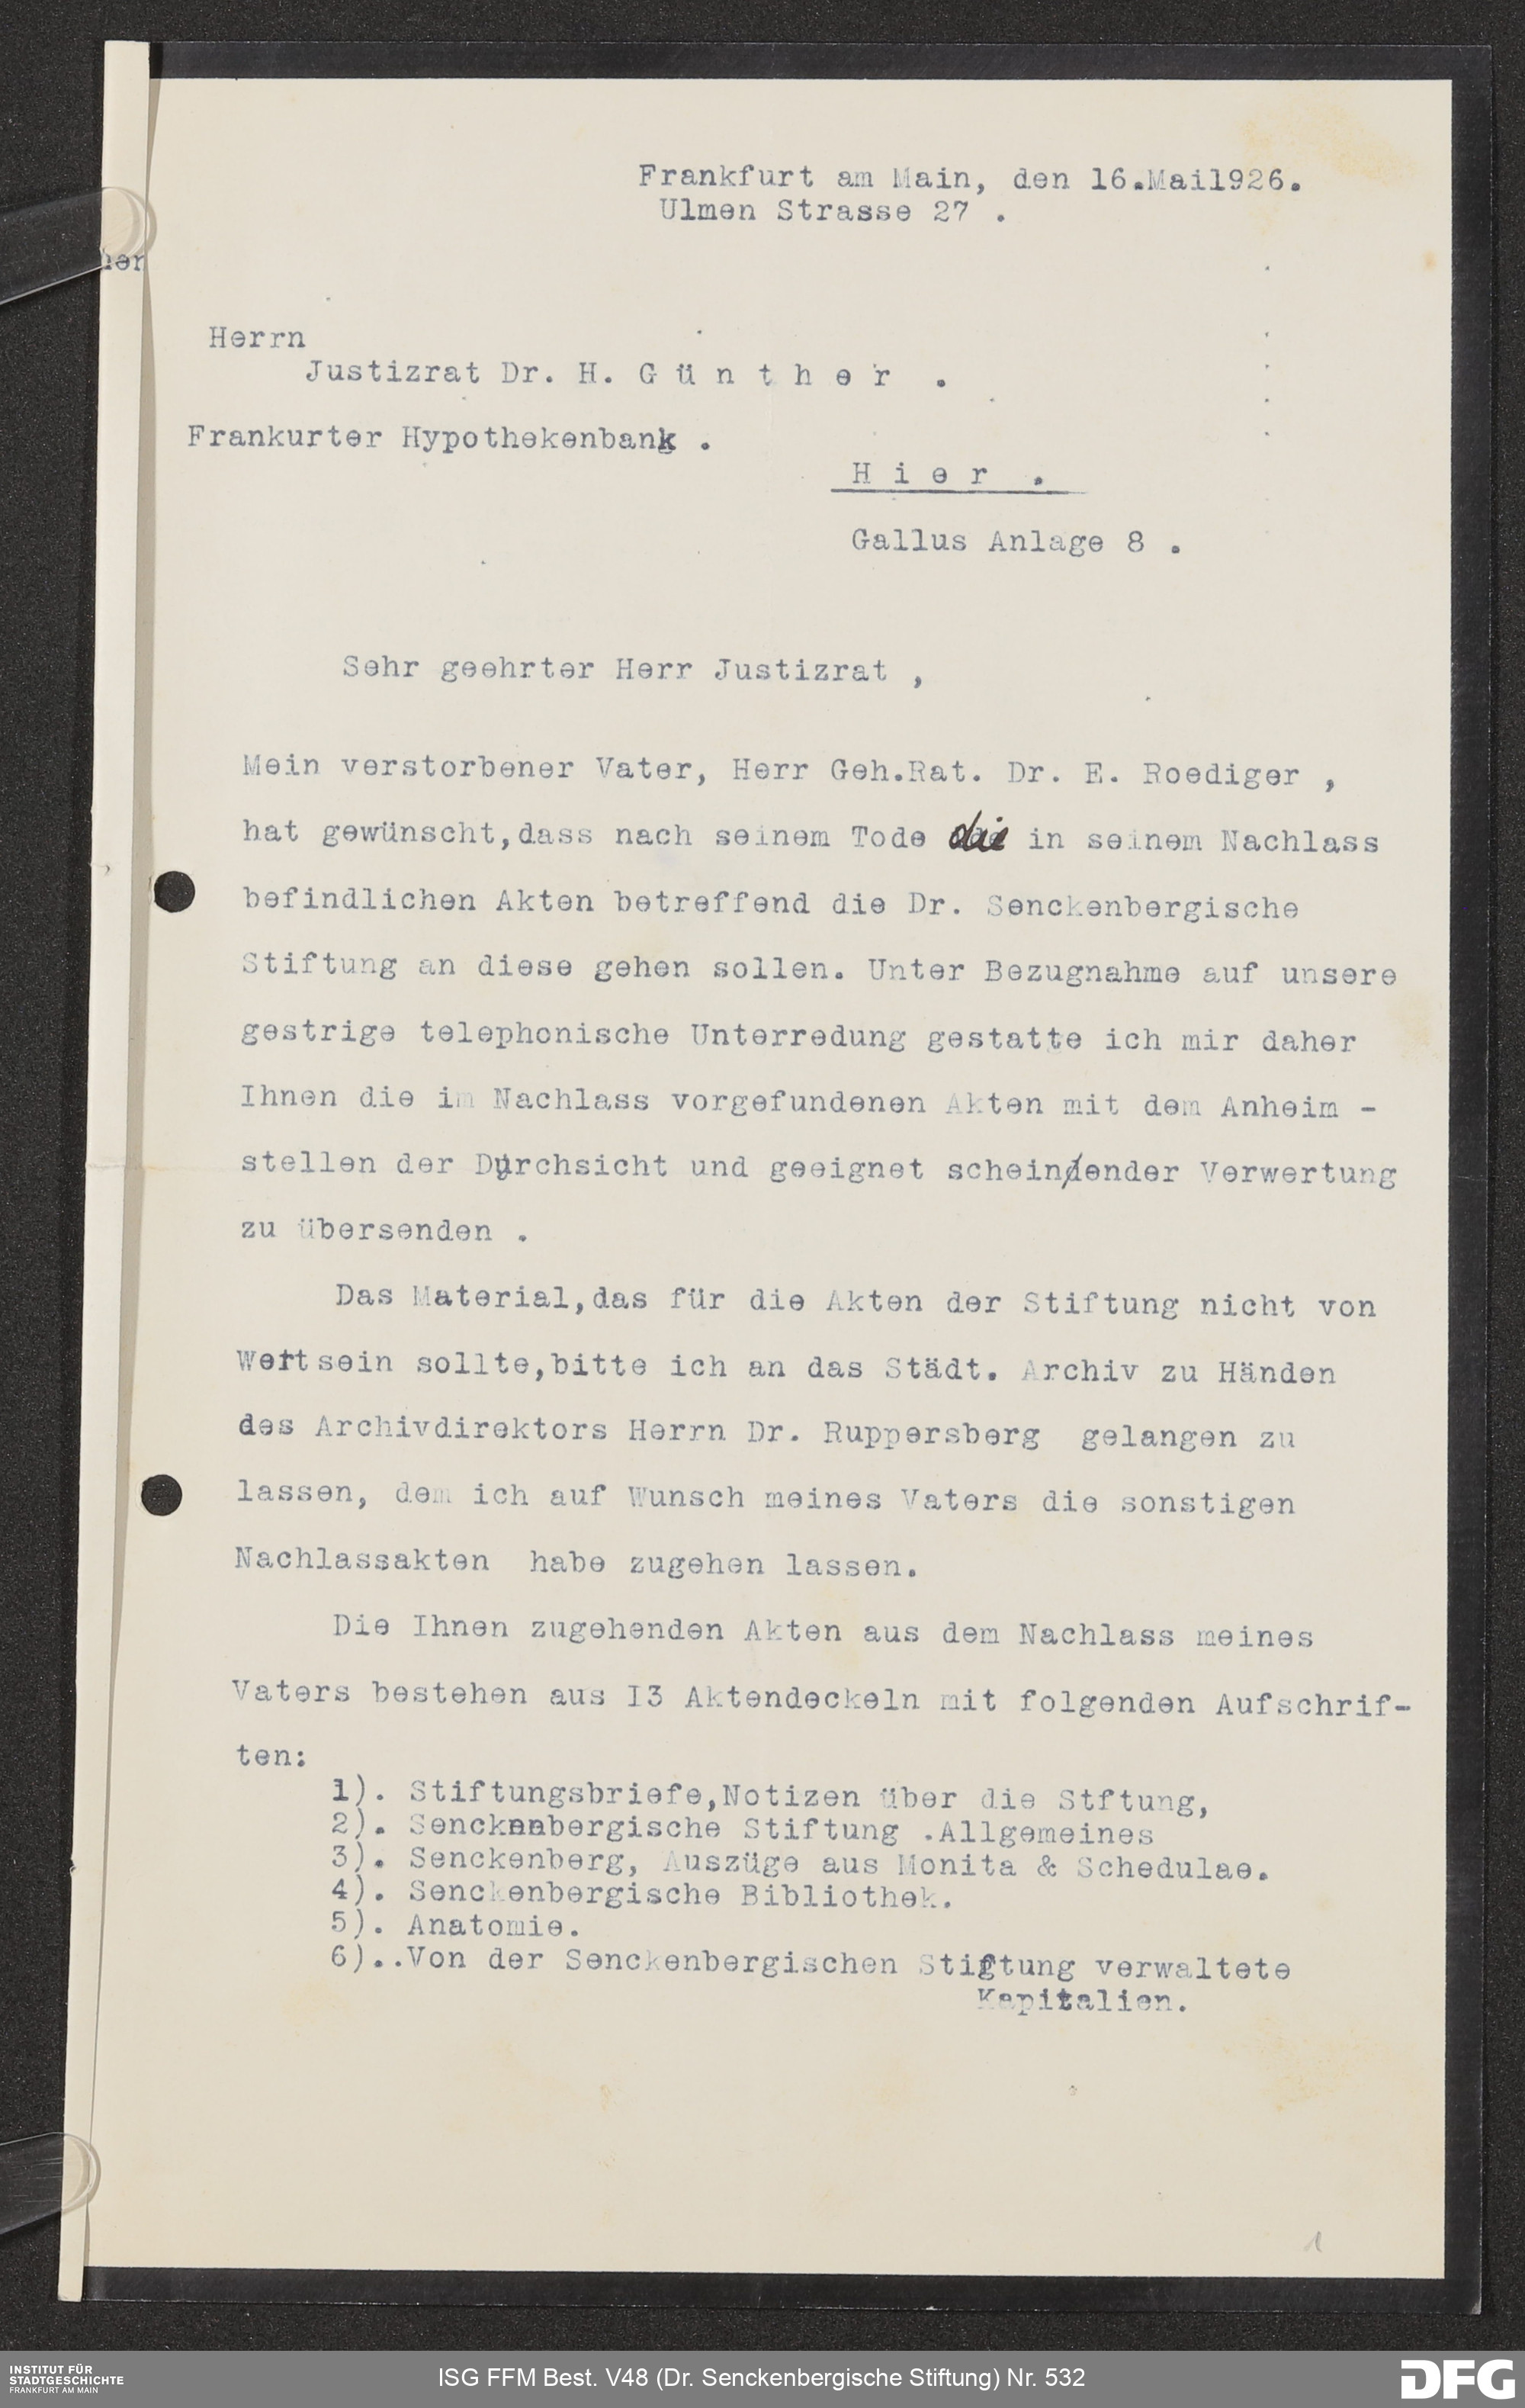 Frankfurt am Main, den 16.Mai1926.
Ulmen Strasse 27 .
Herrn
Justizrat Dr. H. G ü n t h e r .
Frankurter Hypothekenbank .
H i e r .
Gallus Anlage 8 .
Sehr geehrter Herr Justizrat ,
Mein verstorbener Vater, Herr Geh.Rat. Dr. E. Roediger ,
hat gewünscht,dass nach seinem Tode die in seinem Nachlass
befindlichen Akten betreffend die Dr. Senckenbergische
Stiftung an diese gehen sollen. Unter Bezugnahme auf unsere
gestrige telephonische Unterredung gestatte ich mir daher
Ihnen die im Nachlass vorgefundenen Akten mit dem Anheim -
stellen der Durchsicht und geeignet scheinender Verwertung
zu übersenden .
Das Material,das für die Akten der Stiftung nicht von
Wert sein sollte,bitte ich an das Städt. Archiv zu Händen
des Archivdirektors Herrn Dr. Ruppersberg gelangen zu
lassen, dem ich auf Wunsch meines Vaters die sonstigen
Nachlassakten habe zugehen lassen.
Die Ihnen zugehenden Akten aus dem Nachlass meines
Vaters bestehen aus I3 Aktendeckeln mit folgenden Aufschrif-
ten:
1). Stiftungsbriefe,Notizen über die Stftung,
2). Senckenbergische Stiftung .Allgemeines
3). Senckenberg, Auszüge aus Monita & Schedulae.
4). Senckenbergische Bibliothek.
5). Anatomie.
6)..Von der Senckenbergischen Stiftung verwaltete
Kapitalien.
1
INSTITUT FÜR
STADTGESCHICHTE
FRANKFURT AM MAIN
ISG FFM Best. V48 (Dr. Senckenbergische Stiftung) Nr. 532
DFG